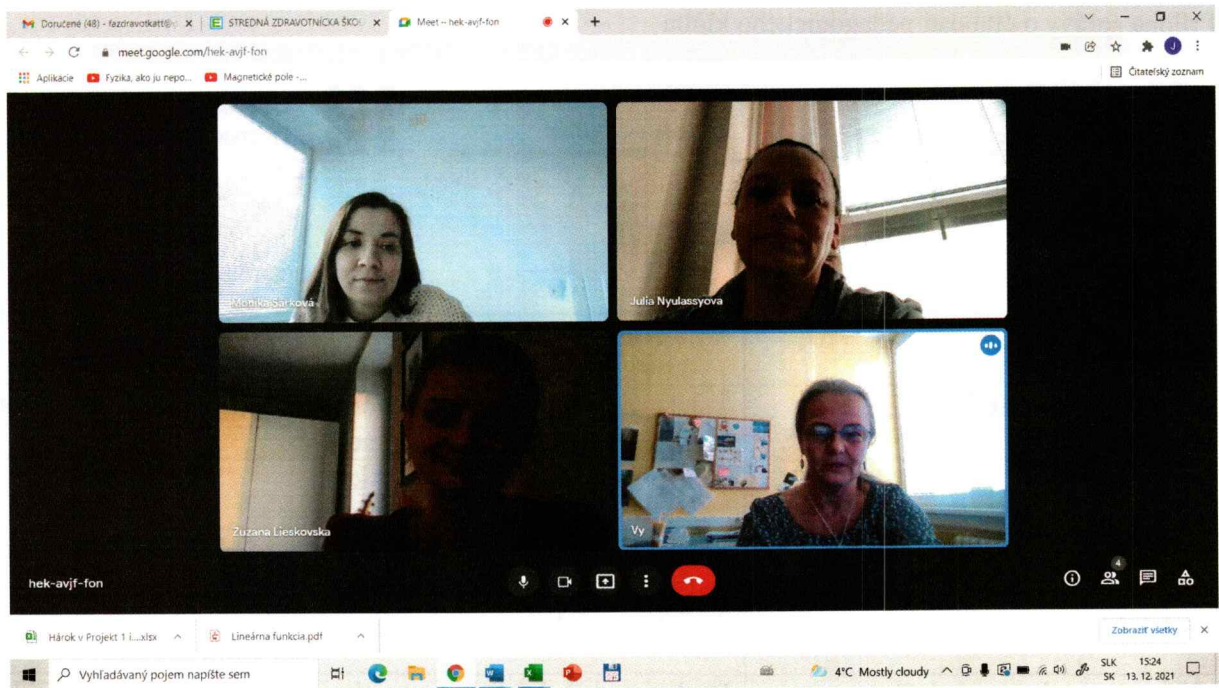 Doručené (48) - fazdravotkatt@
STREDNÁ ZDRAVOTNÍCKA ŠKO
Meet – hek-avjf-fon
meet.google.com/hek-avjf-fon
Aplikácie
Fyzika, ako ju nepo...
Magnetické pole -...
Čitateľský zoznam
Monika Šarková
Julia Nyulassyova
Zuzana Lieskovska
Vy
hek-avjf-fon
4
Hárok v Projekt 1 i....xlsx
Lineárna funkcia.pdf
Zobraziť všetky
Vyhľadávaný pojem napíšte sem
4°C Mostly cloudy
SLK
SK
15:24
13. 12. 2021